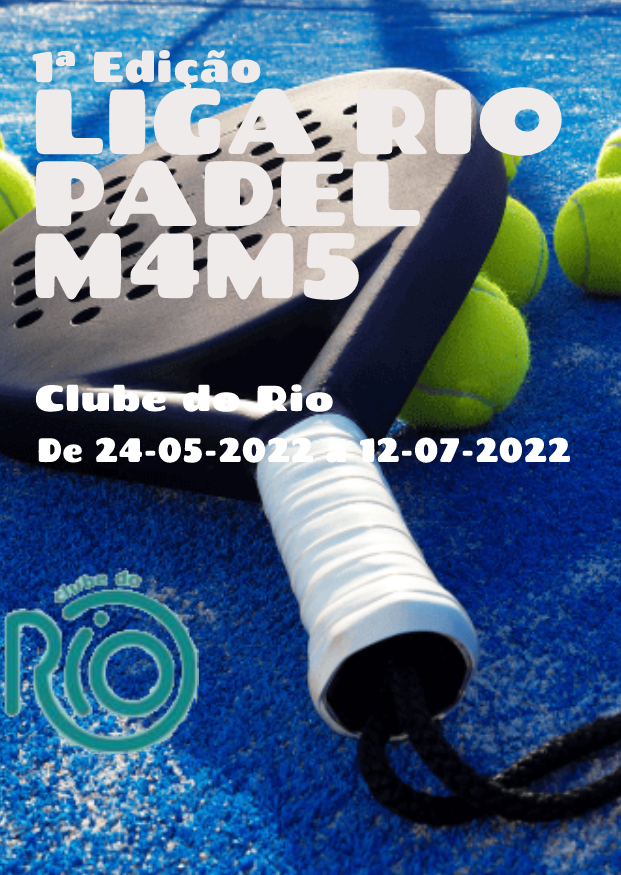 1ª Edição
LIGA RIO
PADEL
M4M5
Clube do Rio
De 24-05-2022 a 12-07-2022
clube do
Rio